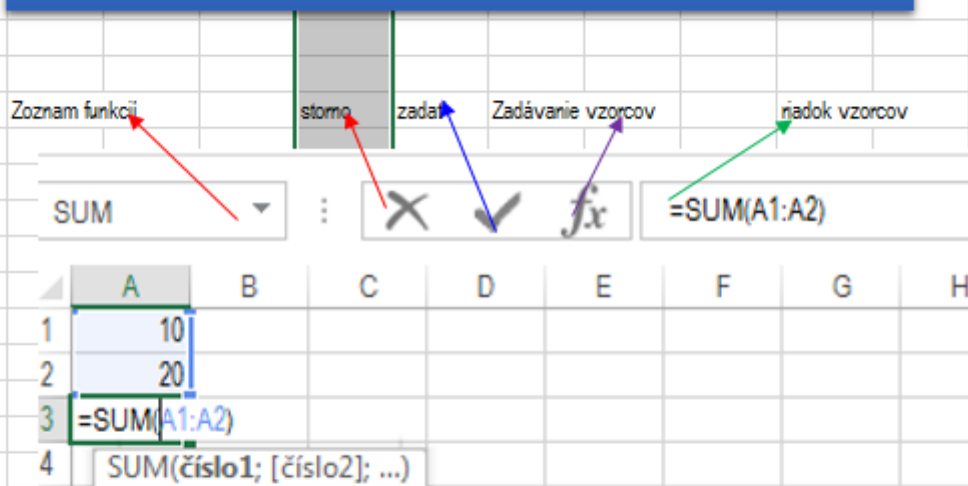 Zoznam funkcií storno zadať Zadávanie vzorcov riadok vzorcov
SUM fx =SUM(A1:A2)
A B C D E F G H
1 10
2 20
3 =SUM(A1:A2)
4 SUM(číslo1; [číslo2]; ...)